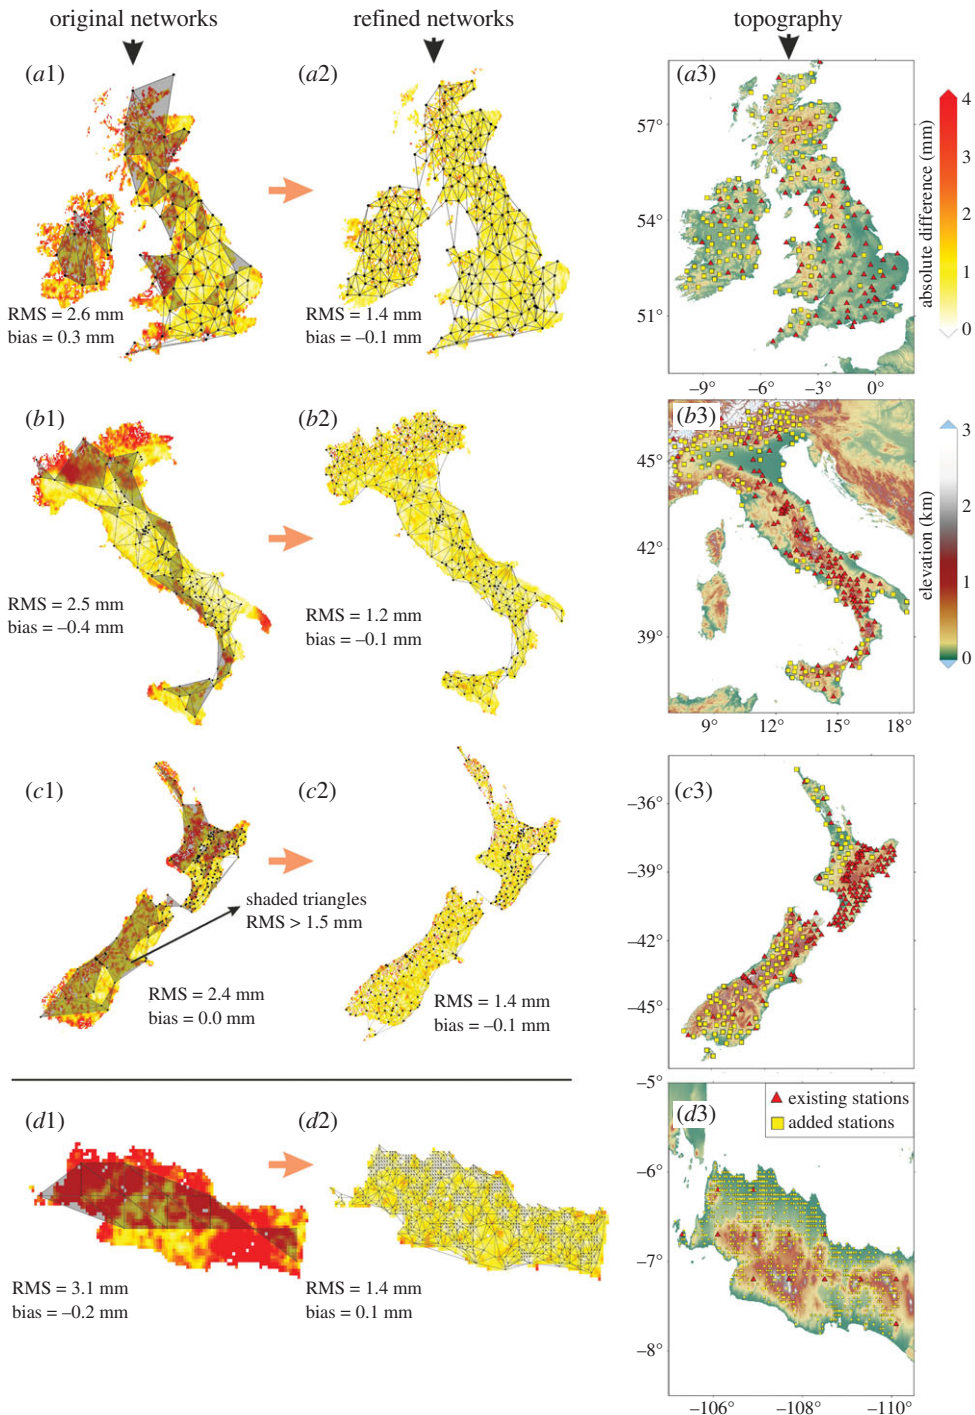 original networks
refined networks
topography
(a1)
(a2)
(a3)
RMS = 2.6 mm
bias = 0.3 mm
RMS = 1.4 mm
bias = –0.1 mm
57°
54°
51°
–9°
–6°
–3°
0°
4
3
2
1
0
absolute difference (mm)
(b1)
(b2)
(b3)
RMS = 2.5 mm
bias = –0.4 mm
RMS = 1.2 mm
bias = –0.1 mm
45°
42°
39°
9°
12°
15°
18°
3
2
1
0
elevation (km)
(c1)
(c2)
(c3)
shaded triangles
RMS > 1.5 mm
RMS = 2.4 mm
bias = 0.0 mm
RMS = 1.4 mm
bias = –0.1 mm
–36°
–39°
–42°
–45°
(d1)
(d2)
(d3)
existing stations
added stations
RMS = 3.1 mm
bias = –0.2 mm
RMS = 1.4 mm
bias = 0.1 mm
–5°
–6°
–7°
–8°
–106°
–108°
–110°